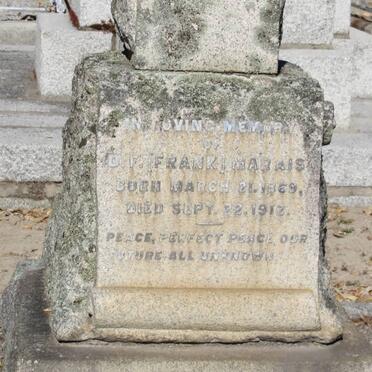 IN LOVING MEMORY
OF
(FRANK) MARAIS
BORN MARCH 21.1869,
DIED SEPT. 22.1917.
PEACE, PERFECT PEACE, OUR
FUTURE ALL UNKNOWN